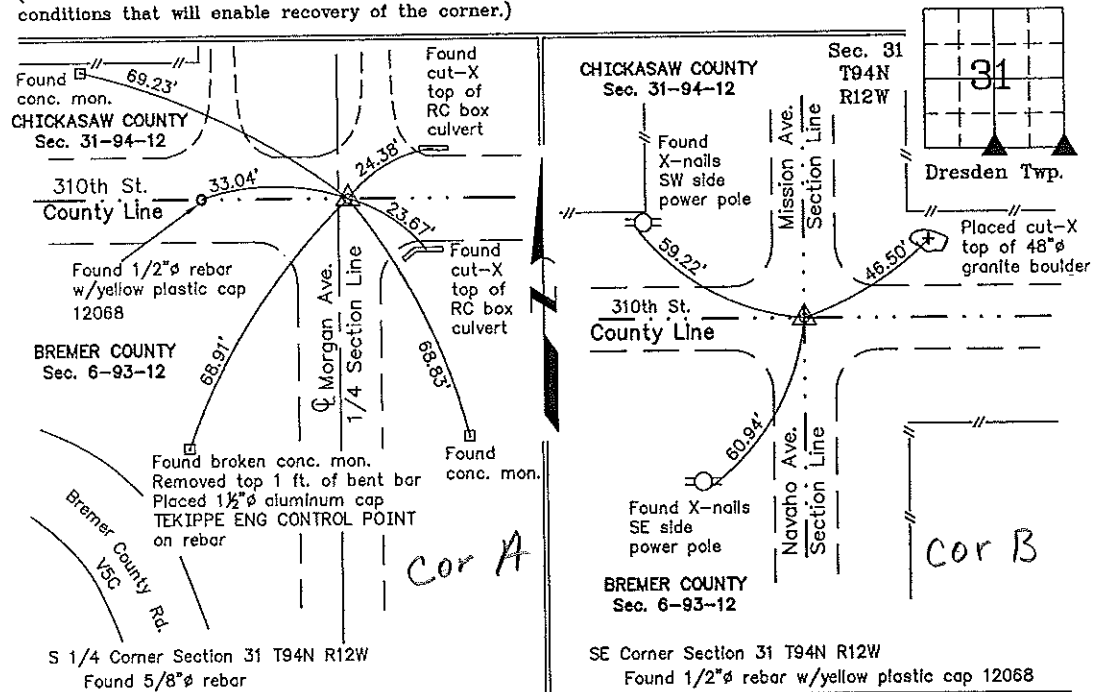 conditions that will enable recovery of the corner.)
Found
conc. mon.
69.23'
CHICKASAW COUNTY
Sec. 31-94-12
Found
cut-X
top of
RC box
culvert
24.38'
310th St.
County Line
33.04'
23.67'
Found 1/2"ø rebar
w/yellow plastic cap
12068
Found
cut-X
top of
RC box
culvert
BREMER COUNTY
Sec. 6-93-12
68.91'
℄ Morgan Ave.
1/4 Section Line
68.83'
Found broken conc. mon.
Removed top 1 ft. of bent bar
Placed 1½"ø aluminum cap
TEKIPPE ENG CONTROL POINT
on rebar
Found
conc. mon.
Bremer County Rd.
V5C
Cor A
S 1/4 Corner Section 31 T94N R12W
Found 5/8"ø rebar
CHICKASAW COUNTY
Sec. 31-94-12
Sec. 31
T94N
R12W
31
Dresden Twp.
Found
X-nails
SW side
power pole
Mission Ave.
Section Line
Placed cut-X
top of 48"ø
granite boulder
59.22'
46.50'
310th St.
County Line
60.94'
Navaho Ave.
Section Line
Found X-nails
SE side
power pole
BREMER COUNTY
Sec. 6-93-12
Cor B
SE Corner Section 31 T94N R12W
Found 1/2"ø rebar w/yellow plastic cap 12068